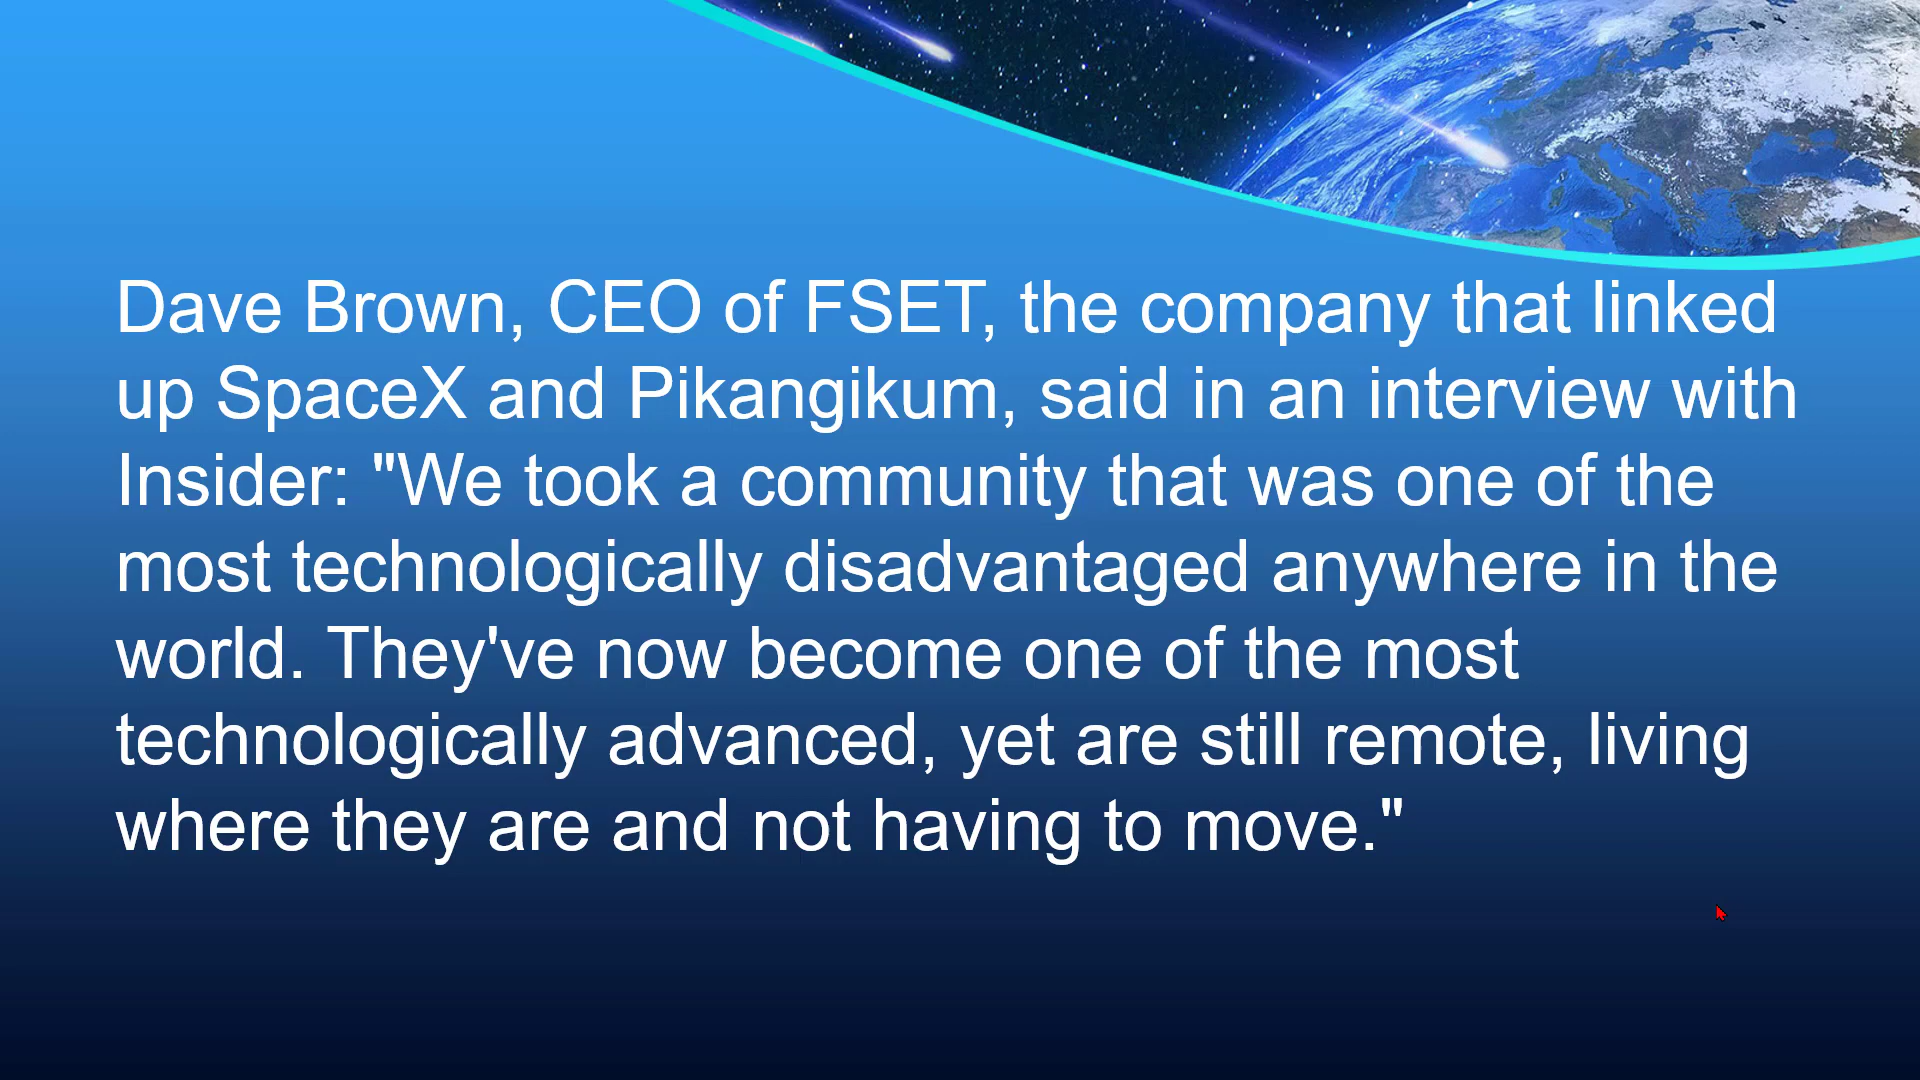 Dave Brown, CEO of FSET, the company that linked
up SpaceX and Pikangikum, said in an interview with
Insider: "We took a community that was one of the
most technologically disadvantaged anywhere in the
world. They've now become one of the most
technologically advanced, yet are still remote, living
where they are and not having to move."